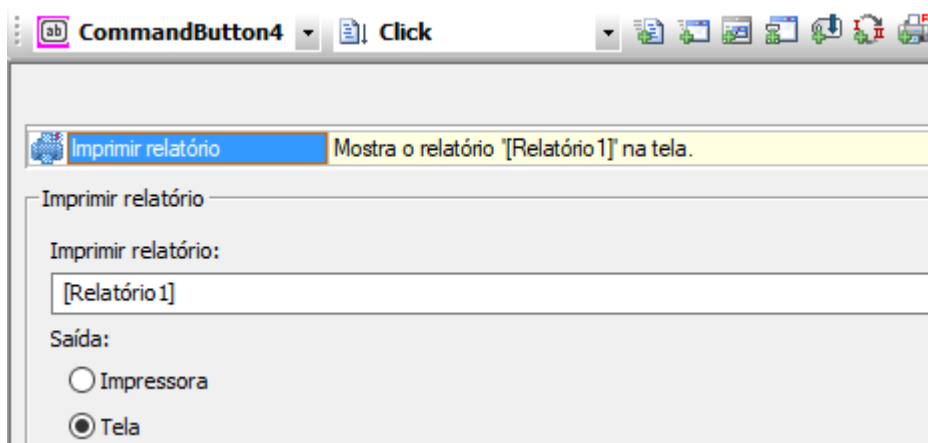 CommandButton4 Click
Imprimir relatório Mostra o relatório "[Relatório1]" na tela.
Imprimir relatório
Imprimir relatório:
[Relatório1]
Saída:
Impressora
Tela